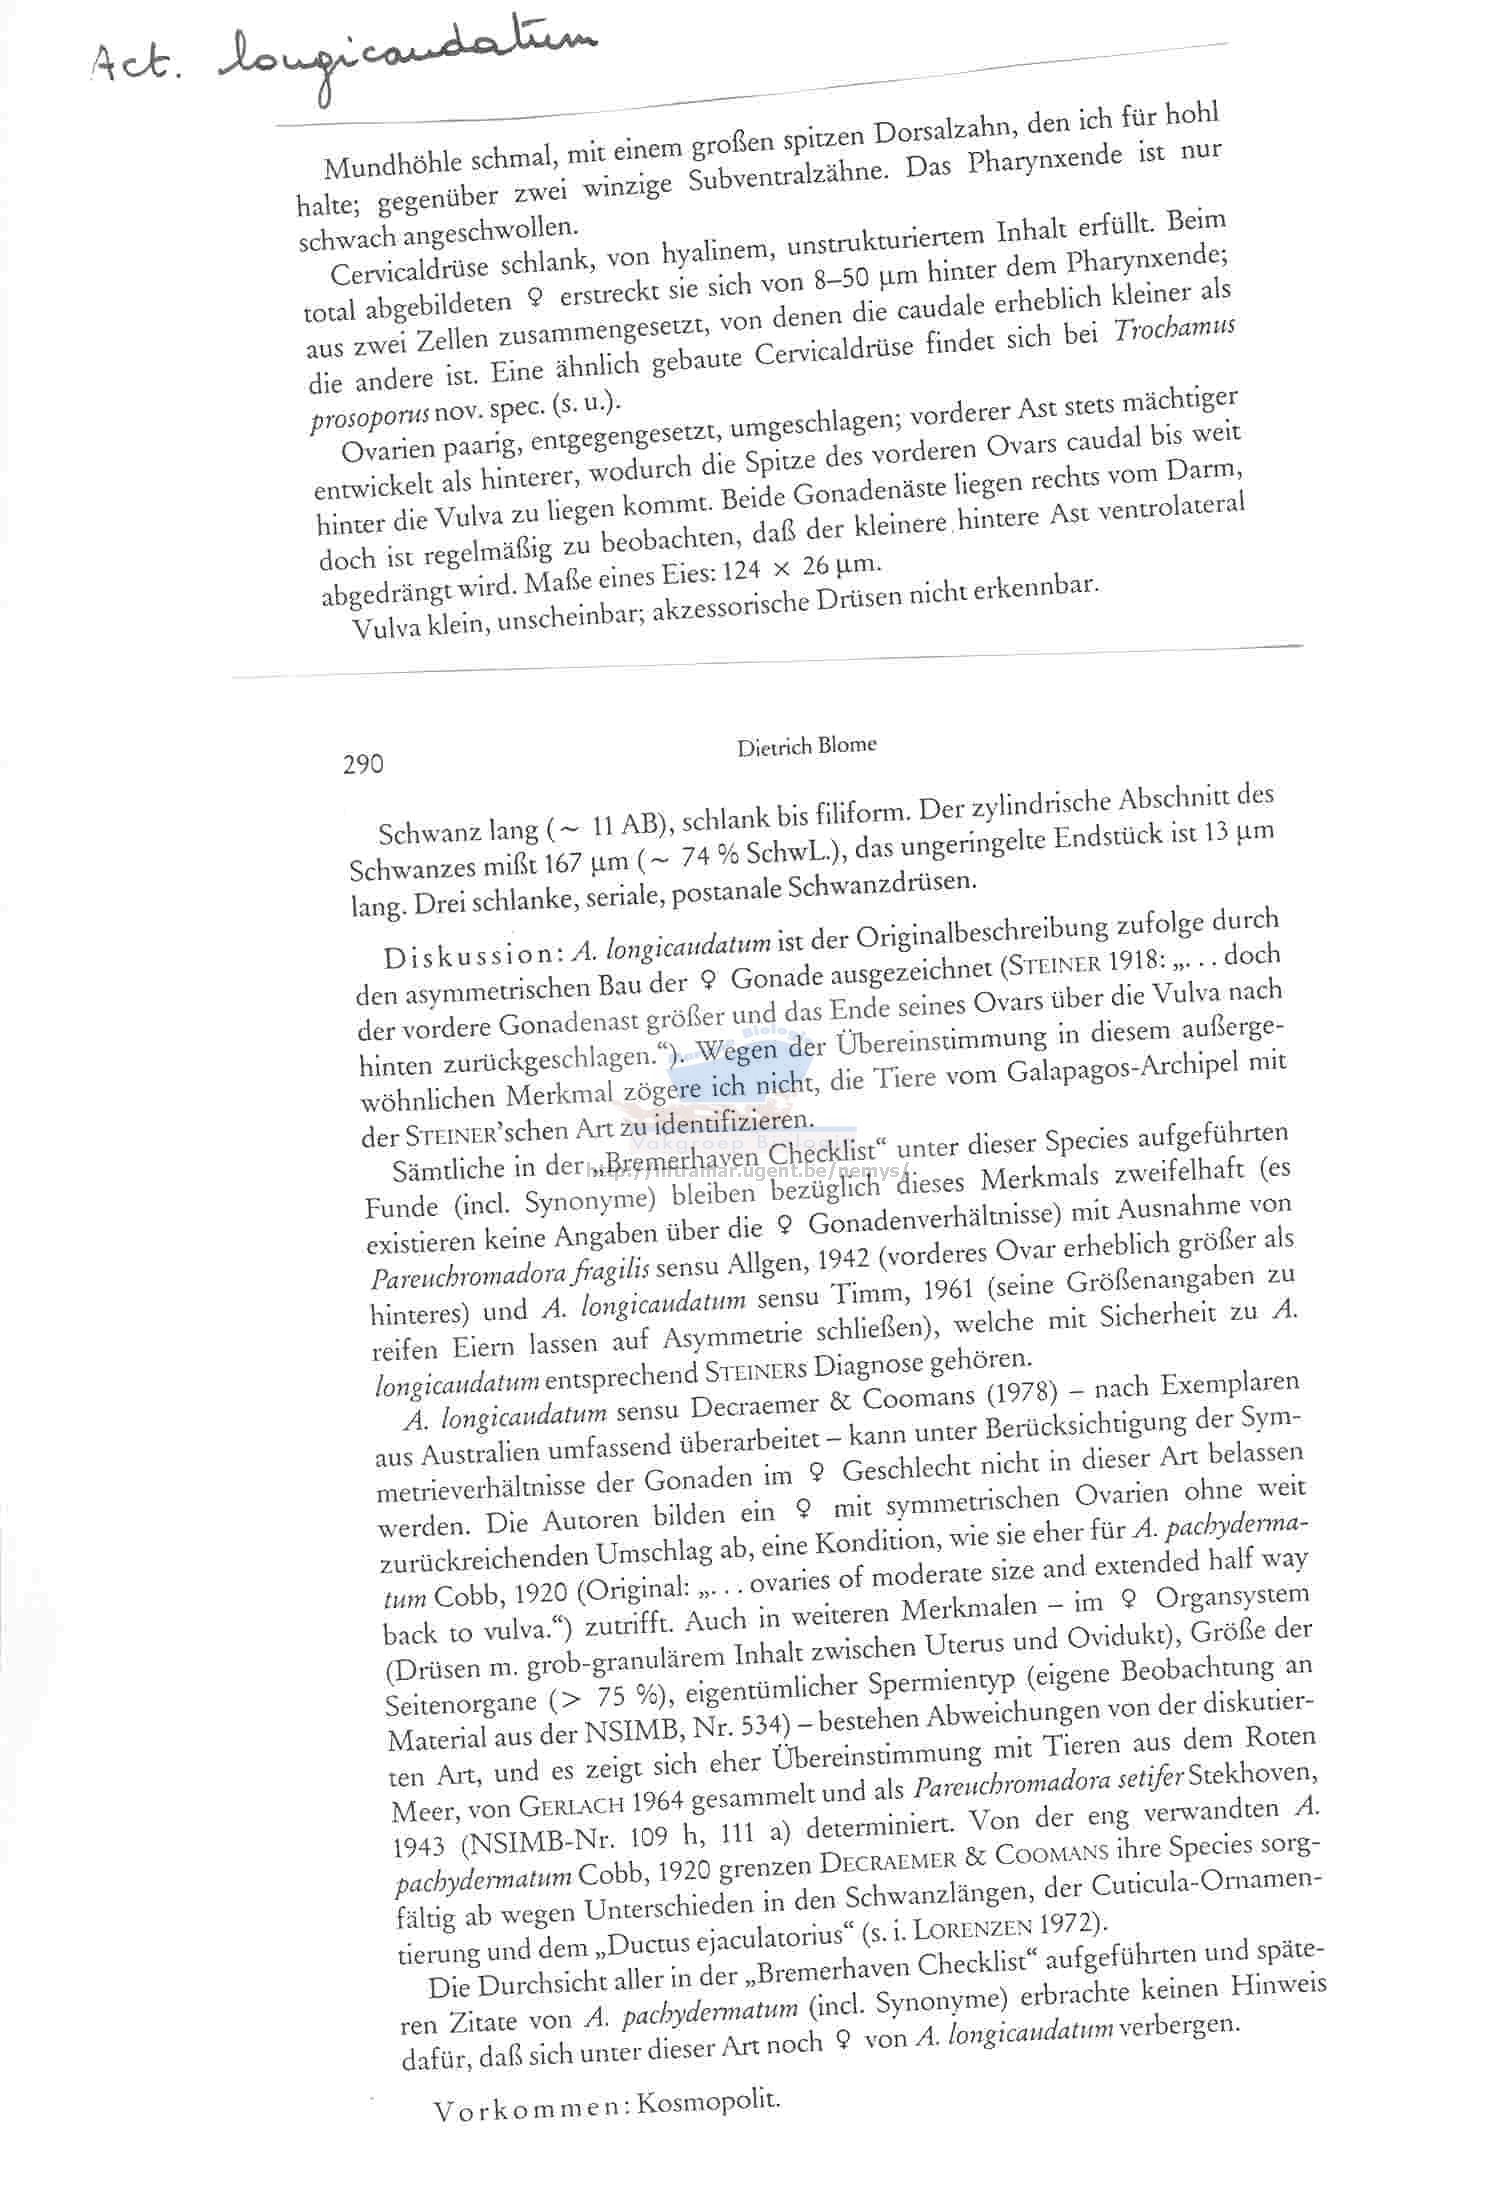 Act. longicaudatum
Mundhöhle schmal, mit einem großen spitzen Dorsalzahn, den ich für hohl
halte; gegenüber zwei winzige Subventralzähne. Das Pharynxende ist nur
schwach angeschwollen.
Cervicaldrüse schlank, von hyalinem, unstrukturiertem Inhalt erfüllt. Beim
total abgebildeten ♀ erstreckt sie sich von 8–50 µm hinter dem Pharynxende;
aus zwei Zellen zusammengesetzt, von denen die caudale erheblich kleiner als
die andere ist. Eine ähnlich gebaute Cervicaldrüse findet sich bei Trochamus
prosoporus nov. spec. (s. u.).
Ovarien paarig, entgegengesetzt, umgeschlagen; vorderer Ast stets mächtiger
entwickelt als hinterer, wodurch die Spitze des vorderen Ovars caudal bis weit
hinter die Vulva zu liegen kommt. Beide Gonadenäste liegen rechts vom Darm,
doch ist regelmäßig zu beobachten, daß der kleinere hintere Ast ventrolateral
abgedrängt wird. Maße eines Eies: 124 × 26 µm.
Vulva klein, unscheinbar; akzessorische Drüsen nicht erkennbar.
290
Dietrich Blome
Schwanz lang (~ 11 AB), schlank bis filiform. Der zylindrische Abschnitt des
Schwanzes mißt 167 µm (~ 74 % SchwL.), das ungeringelte Endstück ist 13 µm
lang. Drei schlanke, seriale, postanale Schwanzdrüsen.
Diskussion: A. longicaudatum ist der Originalbeschreibung zufolge durch
den asymmetrischen Bau der ♀ Gonade ausgezeichnet (STEINER 1918: „. . . doch
der vordere Gonadenast größer und das Ende seines Ovars über die Vulva nach
hinten zurückgeschlagen.“). Wegen der Übereinstimmung in diesem außerge-
wöhnlichen Merkmal zögere ich nicht, die Tiere vom Galapagos-Archipel mit
der STEINER’schen Art zu identifizieren.
Vakgroep Biologie
Sämtliche in der „Bremerhaven Checklist“ unter dieser Species aufgeführten
http://intramar.ugent.be/nemys/
Funde (incl. Synonyme) bleiben bezüglich dieses Merkmals zweifelhaft (es
existieren keine Angaben über die ♀ Gonadenverhältnisse) mit Ausnahme von
Pareuchromadora fragilis sensu Allgen, 1942 (vorderes Ovar erheblich größer als
hinteres) und A. longicaudatum sensu Timm, 1961 (seine Größenangaben zu
reifen Eiern lassen auf Asymmetrie schließen), welche mit Sicherheit zu A.
longicaudatum entsprechend STEINERs Diagnose gehören.
A. longicaudatum sensu Decraemer & Coomans (1978) – nach Exemplaren
aus Australien umfassend überarbeitet – kann unter Berücksichtigung der Sym-
metrieverhältnisse der Gonaden im ♀ Geschlecht nicht in dieser Art belassen
werden. Die Autoren bilden ein ♀ mit symmetrischen Ovarien ohne weit
zurückreichenden Umschlag ab, eine Kondition, wie sie eher für A. pachyderma-
tum Cobb, 1920 (Original: „. . . ovaries of moderate size and extended half way
back to vulva.“) zutrifft. Auch in weiteren Merkmalen – im ♀ Organsystem
(Drüsen m. grob-granulärem Inhalt zwischen Uterus und Ovidukt), Größe der
Seitenorgane (> 75 %), eigentümlicher Spermientyp (eigene Beobachtung an
Material aus der NSIMB, Nr. 534) – bestehen Abweichungen von der diskutier-
ten Art, und es zeigt sich eher Übereinstimmung mit Tieren aus dem Roten
Meer, von GERLACH 1964 gesammelt und als Pareuchromadora setifer Stekhoven,
1943 (NSIMB-Nr. 109 h, 111 a) determiniert. Von der eng verwandten A.
pachydermatum Cobb, 1920 grenzen DECRAEMER & COOMANS ihre Species sorg-
fältig ab wegen Unterschieden in den Schwanzlängen, der Cuticula-Ornamen-
tierung und dem „Ductus ejaculatorius“ (s. i. LORENZEN 1972).
Die Durchsicht aller in der „Bremerhaven Checklist“ aufgeführten und späte-
ren Zitate von A. pachydermatum (incl. Synonyme) erbrachte keinen Hinweis
dafür, daß sich unter dieser Art noch ♀ von A. longicaudatum verbergen.
Vorkommen: Kosmopolit.